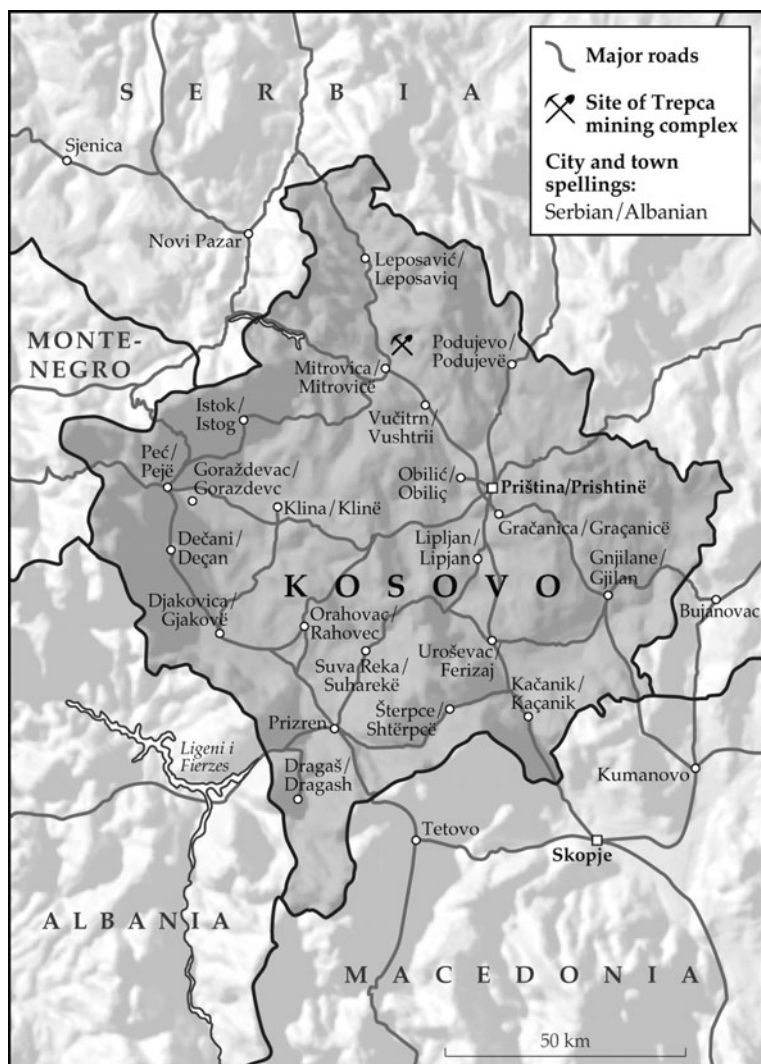 S E R B I A
Major roads
Site of Trepca
mining complex
City and town
spellings:
Serbian/Albanian
Sjenica
Novi Pazar
Leposavić/
Leposaviq
MONTE-
NEGRO
Mitrovica/
Mitrovicë
Podujevo/
Podujevë
Istok/
Istog
Vučitrn/
Vushtrii
Peć/
Pejë
Goraždevac/
Gorazdevc
Obilić/
Obiliç
Priština/Prishtinë
Klina/Klinë
Gračanica/Graçanicë
Dečani/
Deçan
Lipljan/
Lipjan
Gnjilane/
Gjilan
K O S O V O
Djakovica/
Gjakovë
Orahovac/
Rahovec
Bujanovac
Suva Reka/
Suharekë
Uroševac/
Ferizaj
Kačanik/
Kaçanik
Šterpce/
Shtërpcë
Prizren
Ligeni i
Fierzes
Dragaš/
Dragash
Kumanovo
Tetovo
Skopje
A L B A N I A
M A C E D O N I A
50 km